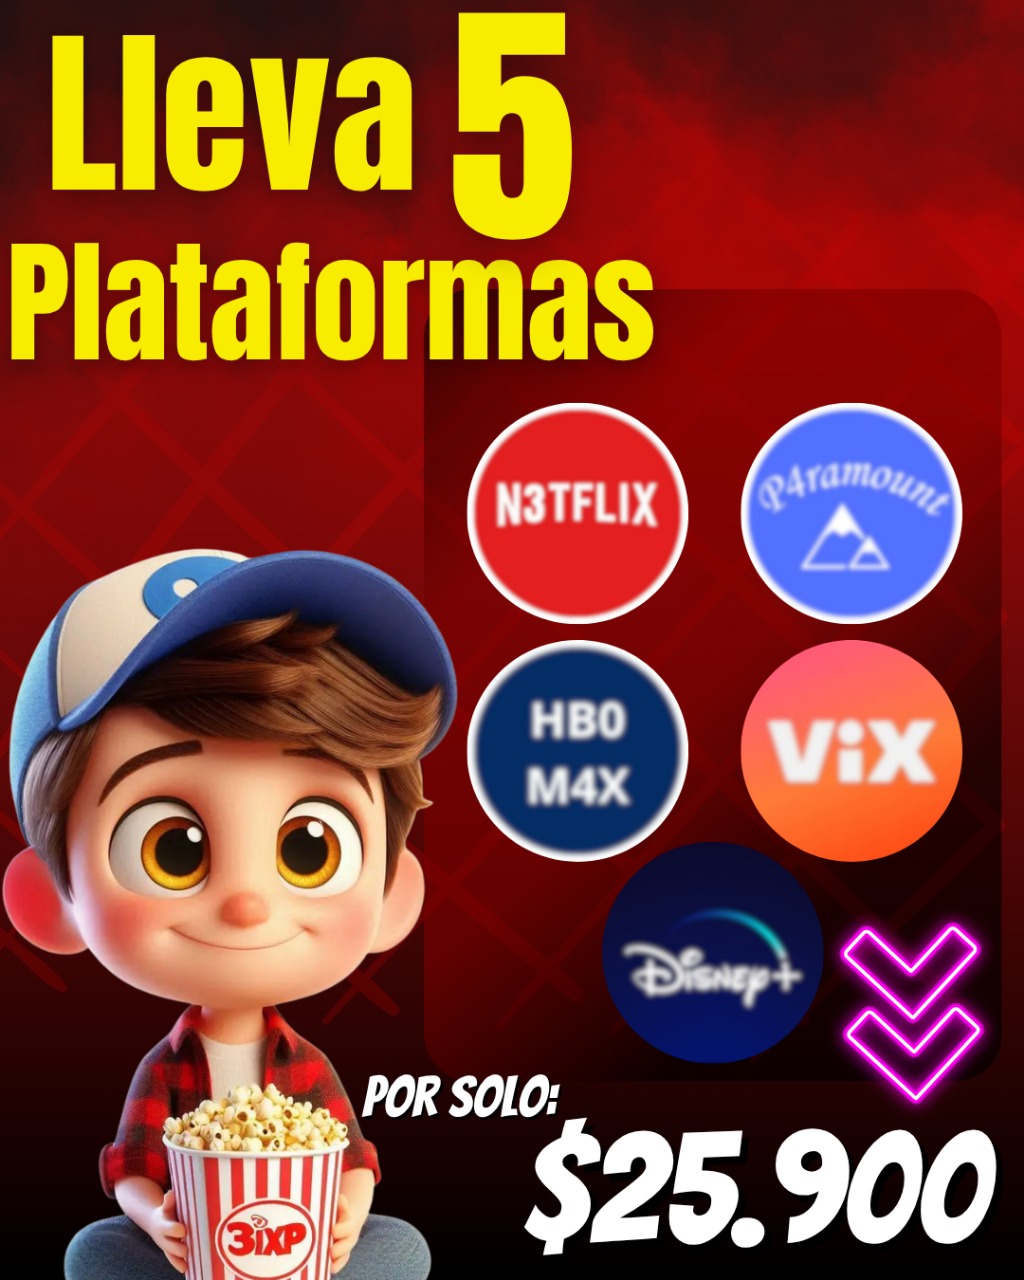 Lleva 5
Plataformas
N3TFLIX
P4ramount
HB0
M4X
ViX
Disney+
POR SOLO:
$25.900
3iXP